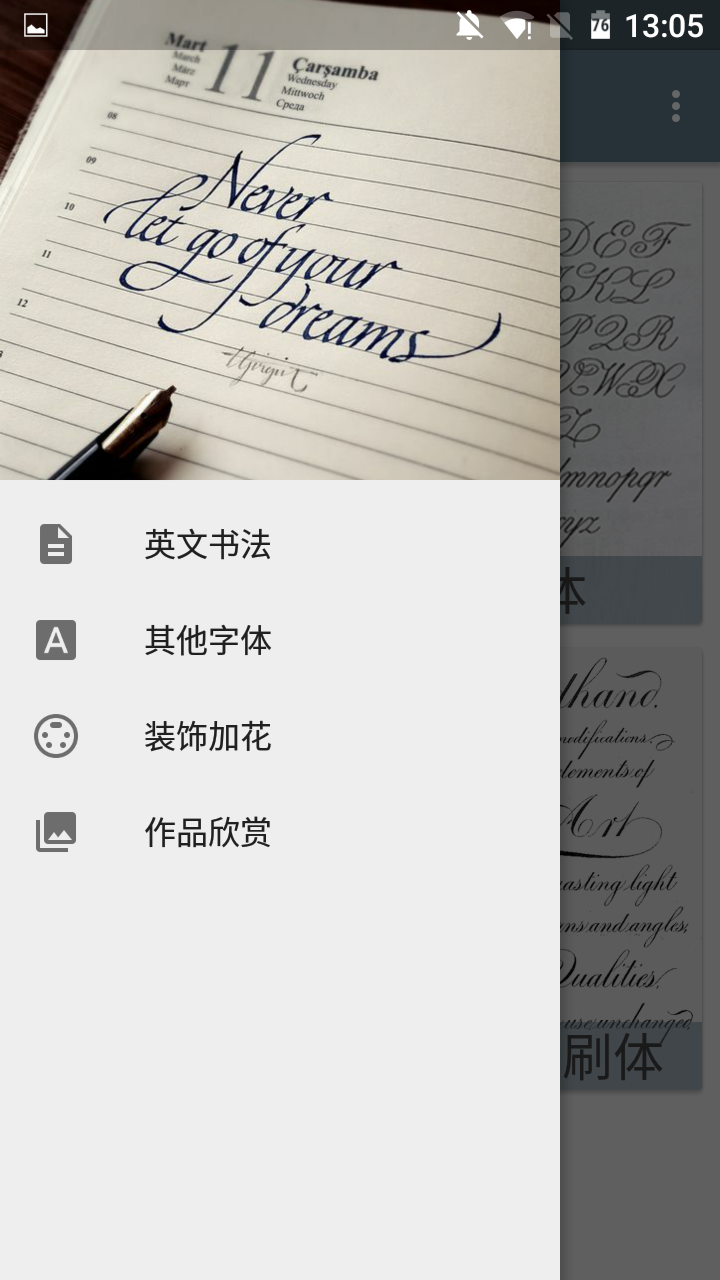 76 13:05
Mart
March
März
Март
11
Çarşamba
Wednesday
Mittwoch
Среда
08
09
10
11
12
Never
let go of your
dreams
英文书法
其他字体
装饰加花
作品欣赏
DEF
KL
PQR
WX
Z
lmnopqr
yz
体
dhand.
modifications.
elements of
Art
asting light
ns and angles,
Qualities,
use unchanged
刷体